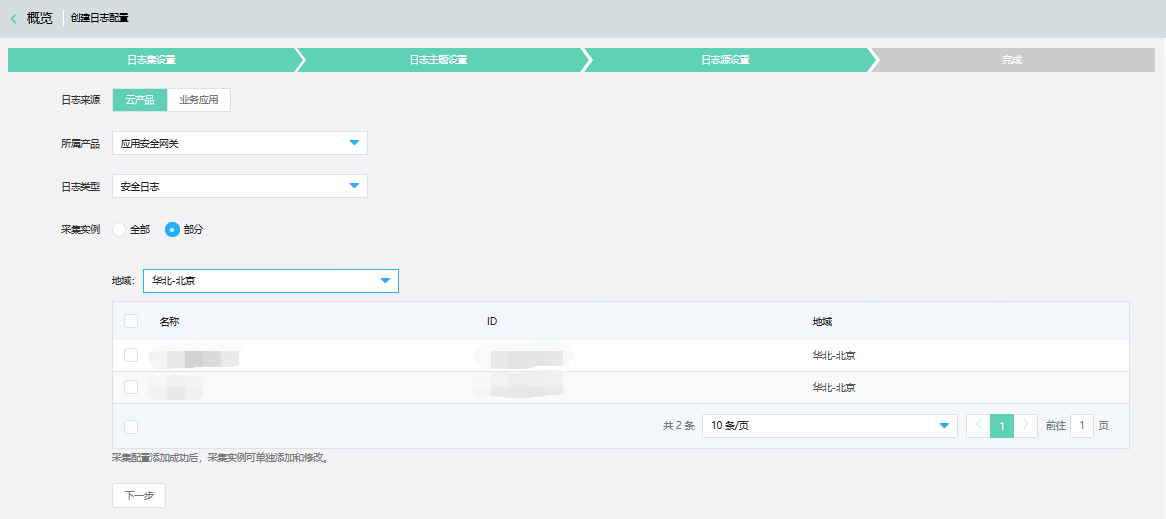 概览 创建日志配置
日志集设置 日志主题设置 日志源设置 完成
日志来源 云产品 业务应用
所属产品 应用安全网关
日志类型 安全日志
采集实例 全部 部分
地域： 华北-北京
名称 ID 地域
华北-北京
华北-北京
共 2 条 10 条/页 1 前往 1 页
采集配置添加成功后，采集实例可单独添加和修改。
下一步